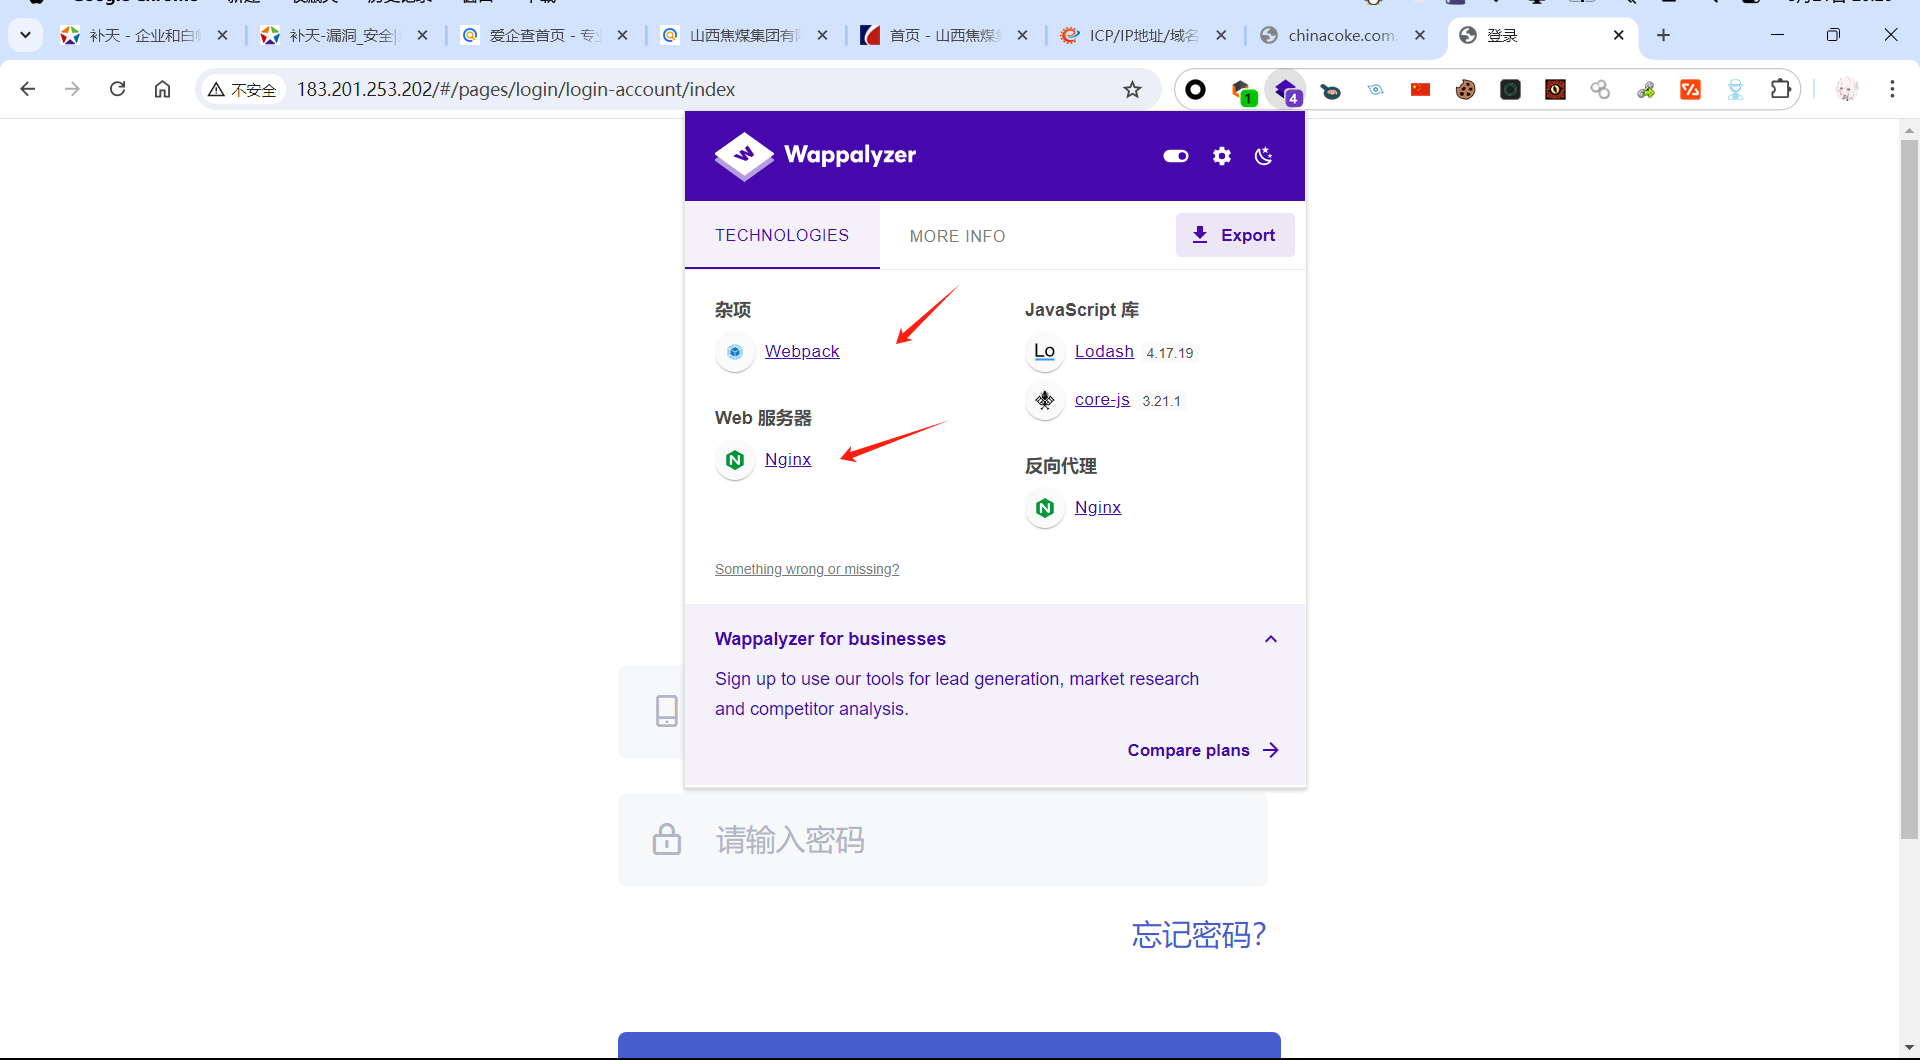 补天 - 企业和白帽
补天-漏洞_安全|
爱企查首页 - 专业
山西焦煤集团有限
首页 - 山西焦煤集
ICP/IP地址/域名
chinacoke.com.
登录
不安全
183.201.253.202/#/pages/login/login-account/index
1
4
Wappalyzer
TECHNOLOGIES
MORE INFO
Export
杂项
Webpack
Web 服务器
Nginx
JavaScript 库
Lo
Lodash 4.17.19
core-js 3.21.1
反向代理
Nginx
Something wrong or missing?
Wappalyzer for businesses
Sign up to use our tools for lead generation, market research
and competitor analysis.
Compare plans
请输入密码
忘记密码?